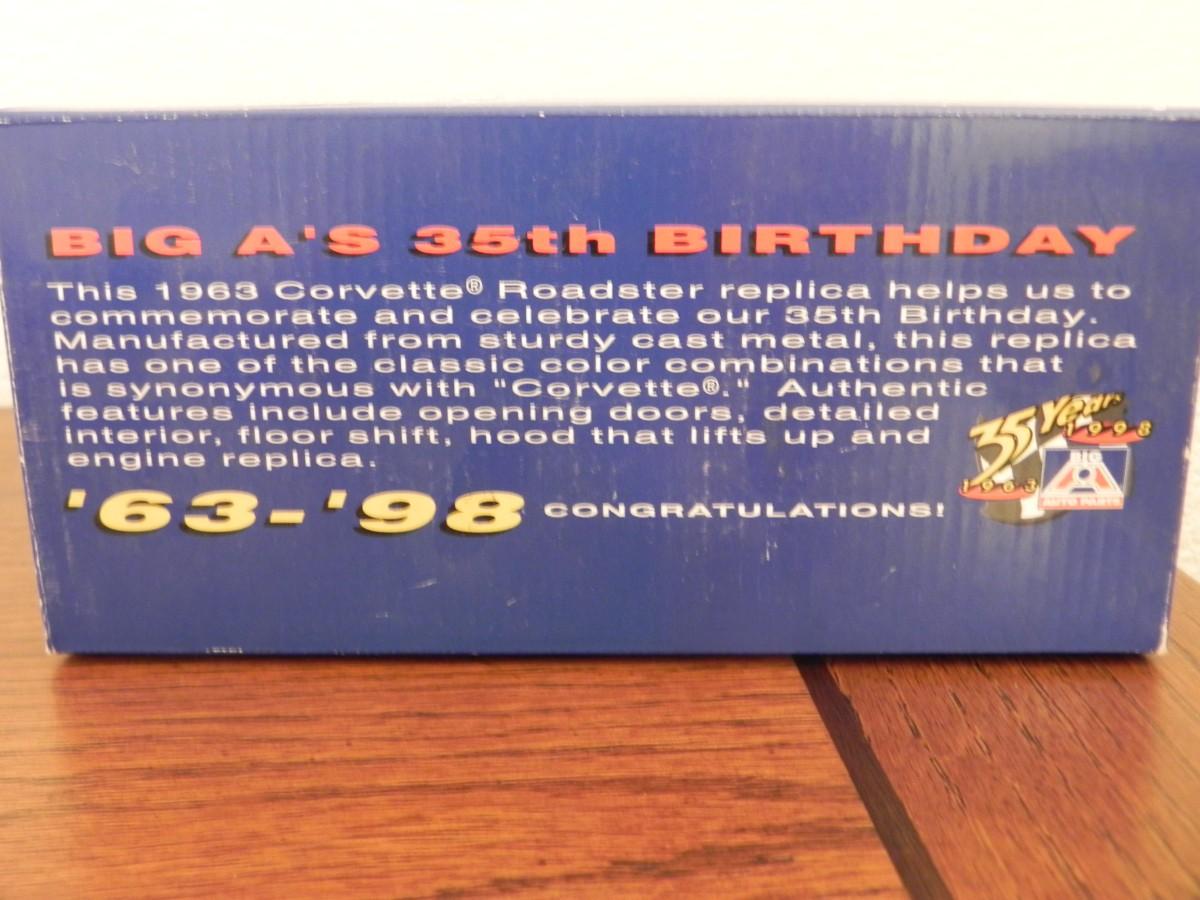 BIG A'S 35th BIRTHDAY
This 1963 Corvette® Roadster replica helps us to
commemorate and celebrate our 35th Birthday.
Manufactured from sturdy cast metal, this replica
has one of the classic color combinations that
is synonymous with "Corvette®." Authentic
features include opening doors, detailed
interior, floor shift, hood that lifts up and
engine replica.
'63-'98 CONGRATULATIONS!
35 Years
1998
1963
BIG A
AUTO PARTS